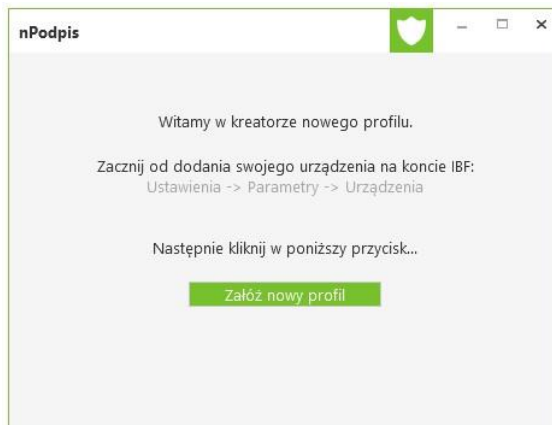 nPodpis
Witamy w kreatorze nowego profilu.
Zacznij od dodania swojego urządzenia na koncie IBF:
Ustawienia -> Parametry -> Urządzenia
Następnie kliknij w poniższy przycisk...
Załóż nowy profil